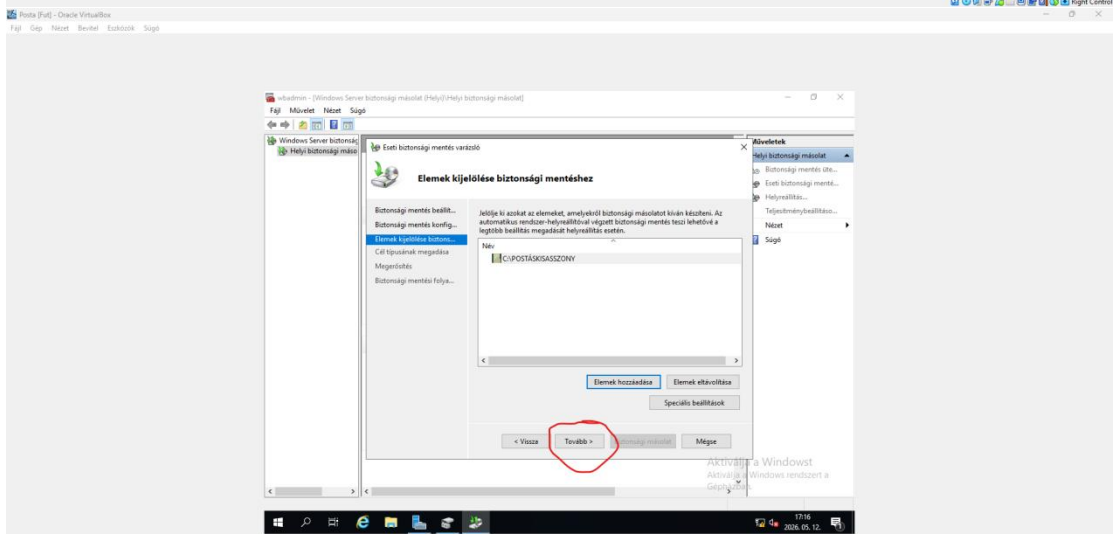 Right Control
Posta [Fut] - Oracle VirtualBox
Fájl Gép Nézet Bevitel Eszközök Súgó
wbadmin - [Windows Server biztonsági másolat (Helyi)\Helyi biztonsági másolat]
Fájl Művelet Nézet Súgó
Windows Server biztonság
Helyi biztonsági máso
Eseti biztonsági mentés varázsló
Elemek kijelölése biztonsági mentéshez
Biztonsági mentés beállít...
Biztonsági mentés konfig...
Elemek kijelölése biztons...
Cél típusának megadása
Megerősítés
Biztonsági mentési folya...
Jelölje ki azokat az elemeket, amelyekről biztonsági másolatot kíván készíteni. Az
automatikus rendszer-helyreállítóval végzett biztonsági mentés teszi lehetővé a
legtöbb beállítás megadását helyreállítás esetén.
Név
C:\POSTÁSKISASSZONY
Elemek hozzáadása Elemek eltávolítása
Speciális beállítások
< Vissza Tovább > Biztonsági másolat Mégse
Műveletek
Helyi biztonsági másolat
Biztonsági mentés üte...
Eseti biztonsági menté...
Helyreállítás...
Teljesítménybeállításo...
Nézet
Súgó
Aktiválja a Windowst
Aktiválja a Windows rendszert a
Gépházban.
17:16
2026. 05. 12.